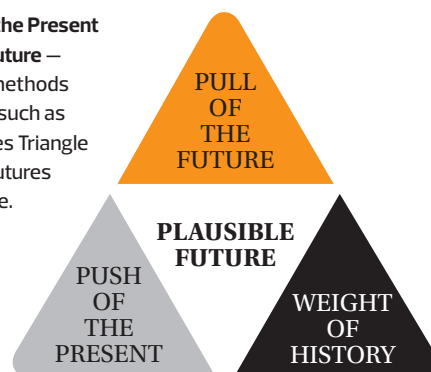 the Present
uture —
methods
such as
es Triangle
utures
e.
PULL
OF
THE
FUTURE
PLAUSIBLE
FUTURE
PUSH
OF
THE
PRESENT
WEIGHT
OF
HISTORY